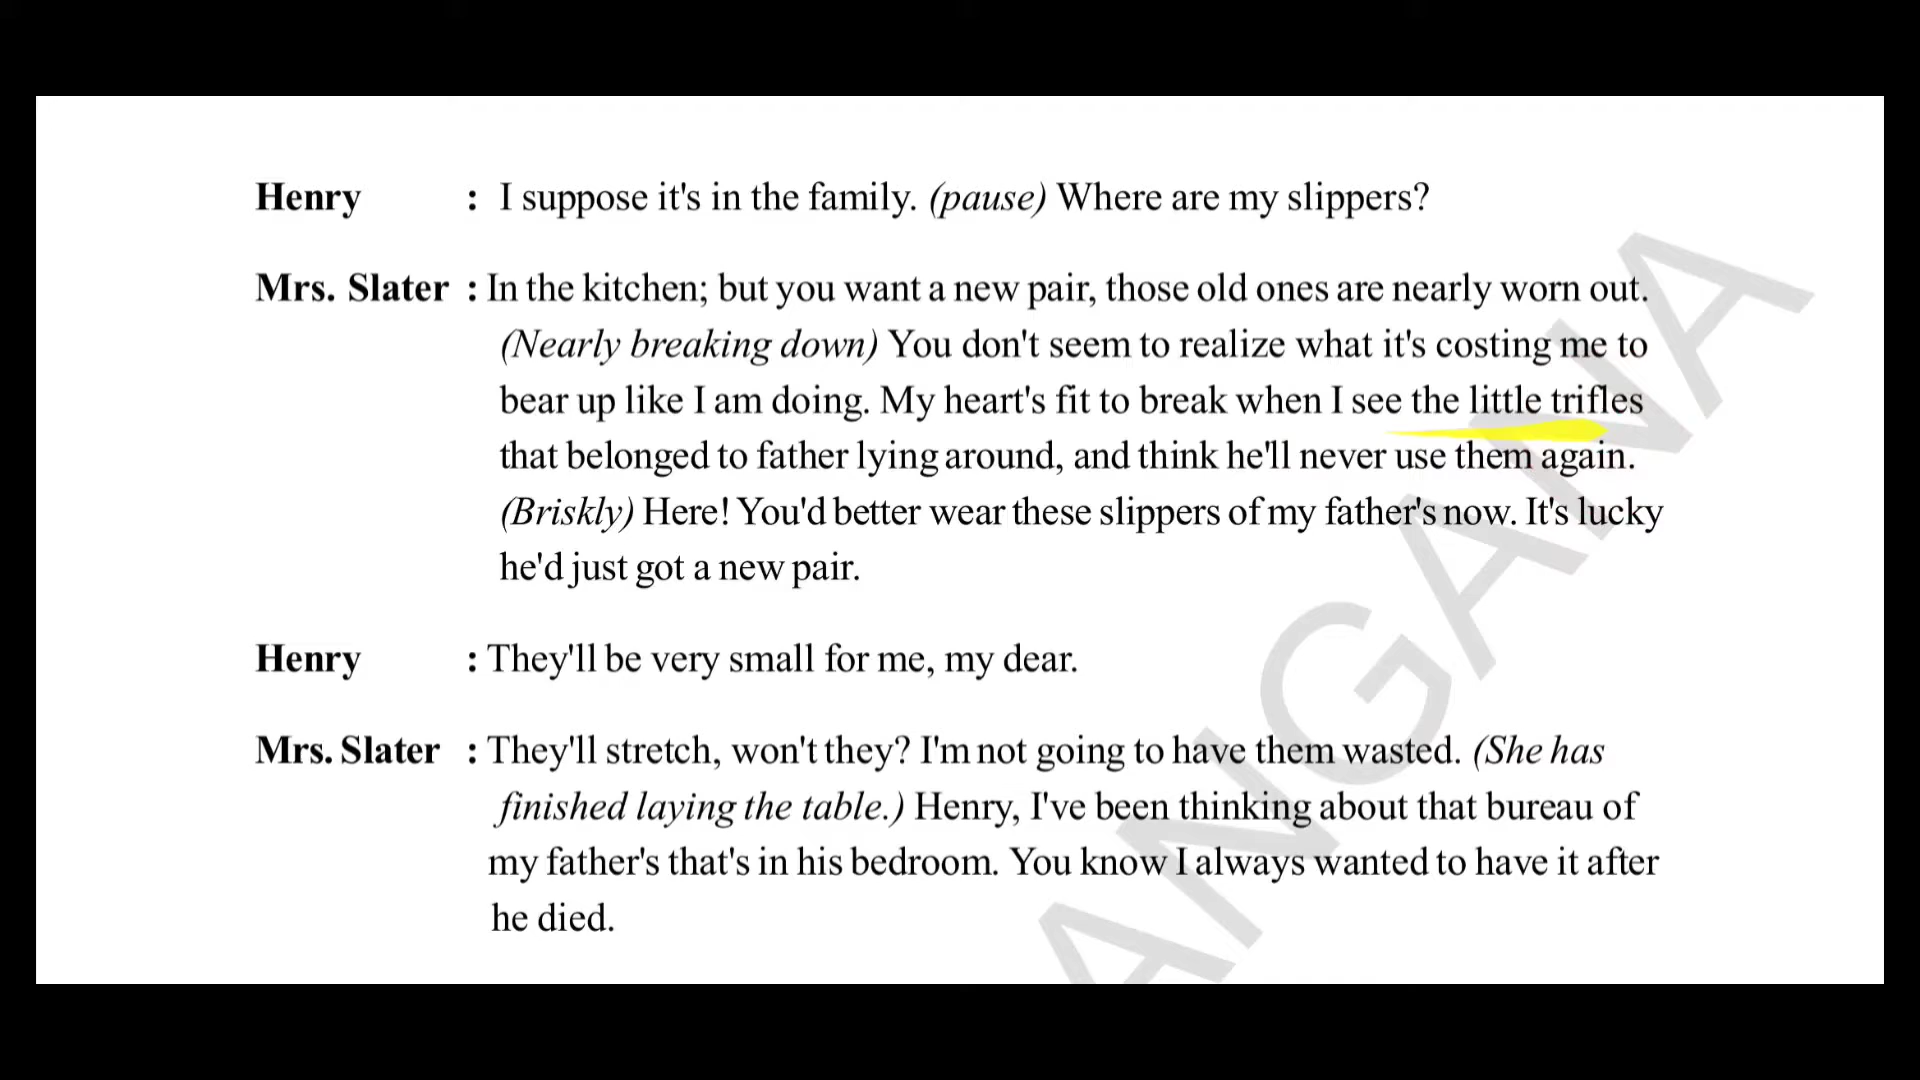 Henry : I suppose it's in the family. (pause) Where are my slippers?
Mrs. Slater : In the kitchen; but you want a new pair, those old ones are nearly worn out.
(Nearly breaking down) You don't seem to realize what it's costing me to
bear up like I am doing. My heart's fit to break when I see the little trifles
that belonged to father lying around, and think he'll never use them again.
(Briskly) Here! You'd better wear these slippers of my father's now. It's lucky
he'd just got a new pair.
Henry : They'll be very small for me, my dear.
Mrs. Slater : They'll stretch, won't they? I'm not going to have them wasted. (She has
finished laying the table.) Henry, I've been thinking about that bureau of
my father's that's in his bedroom. You know I always wanted to have it after
he died.
ANGANA